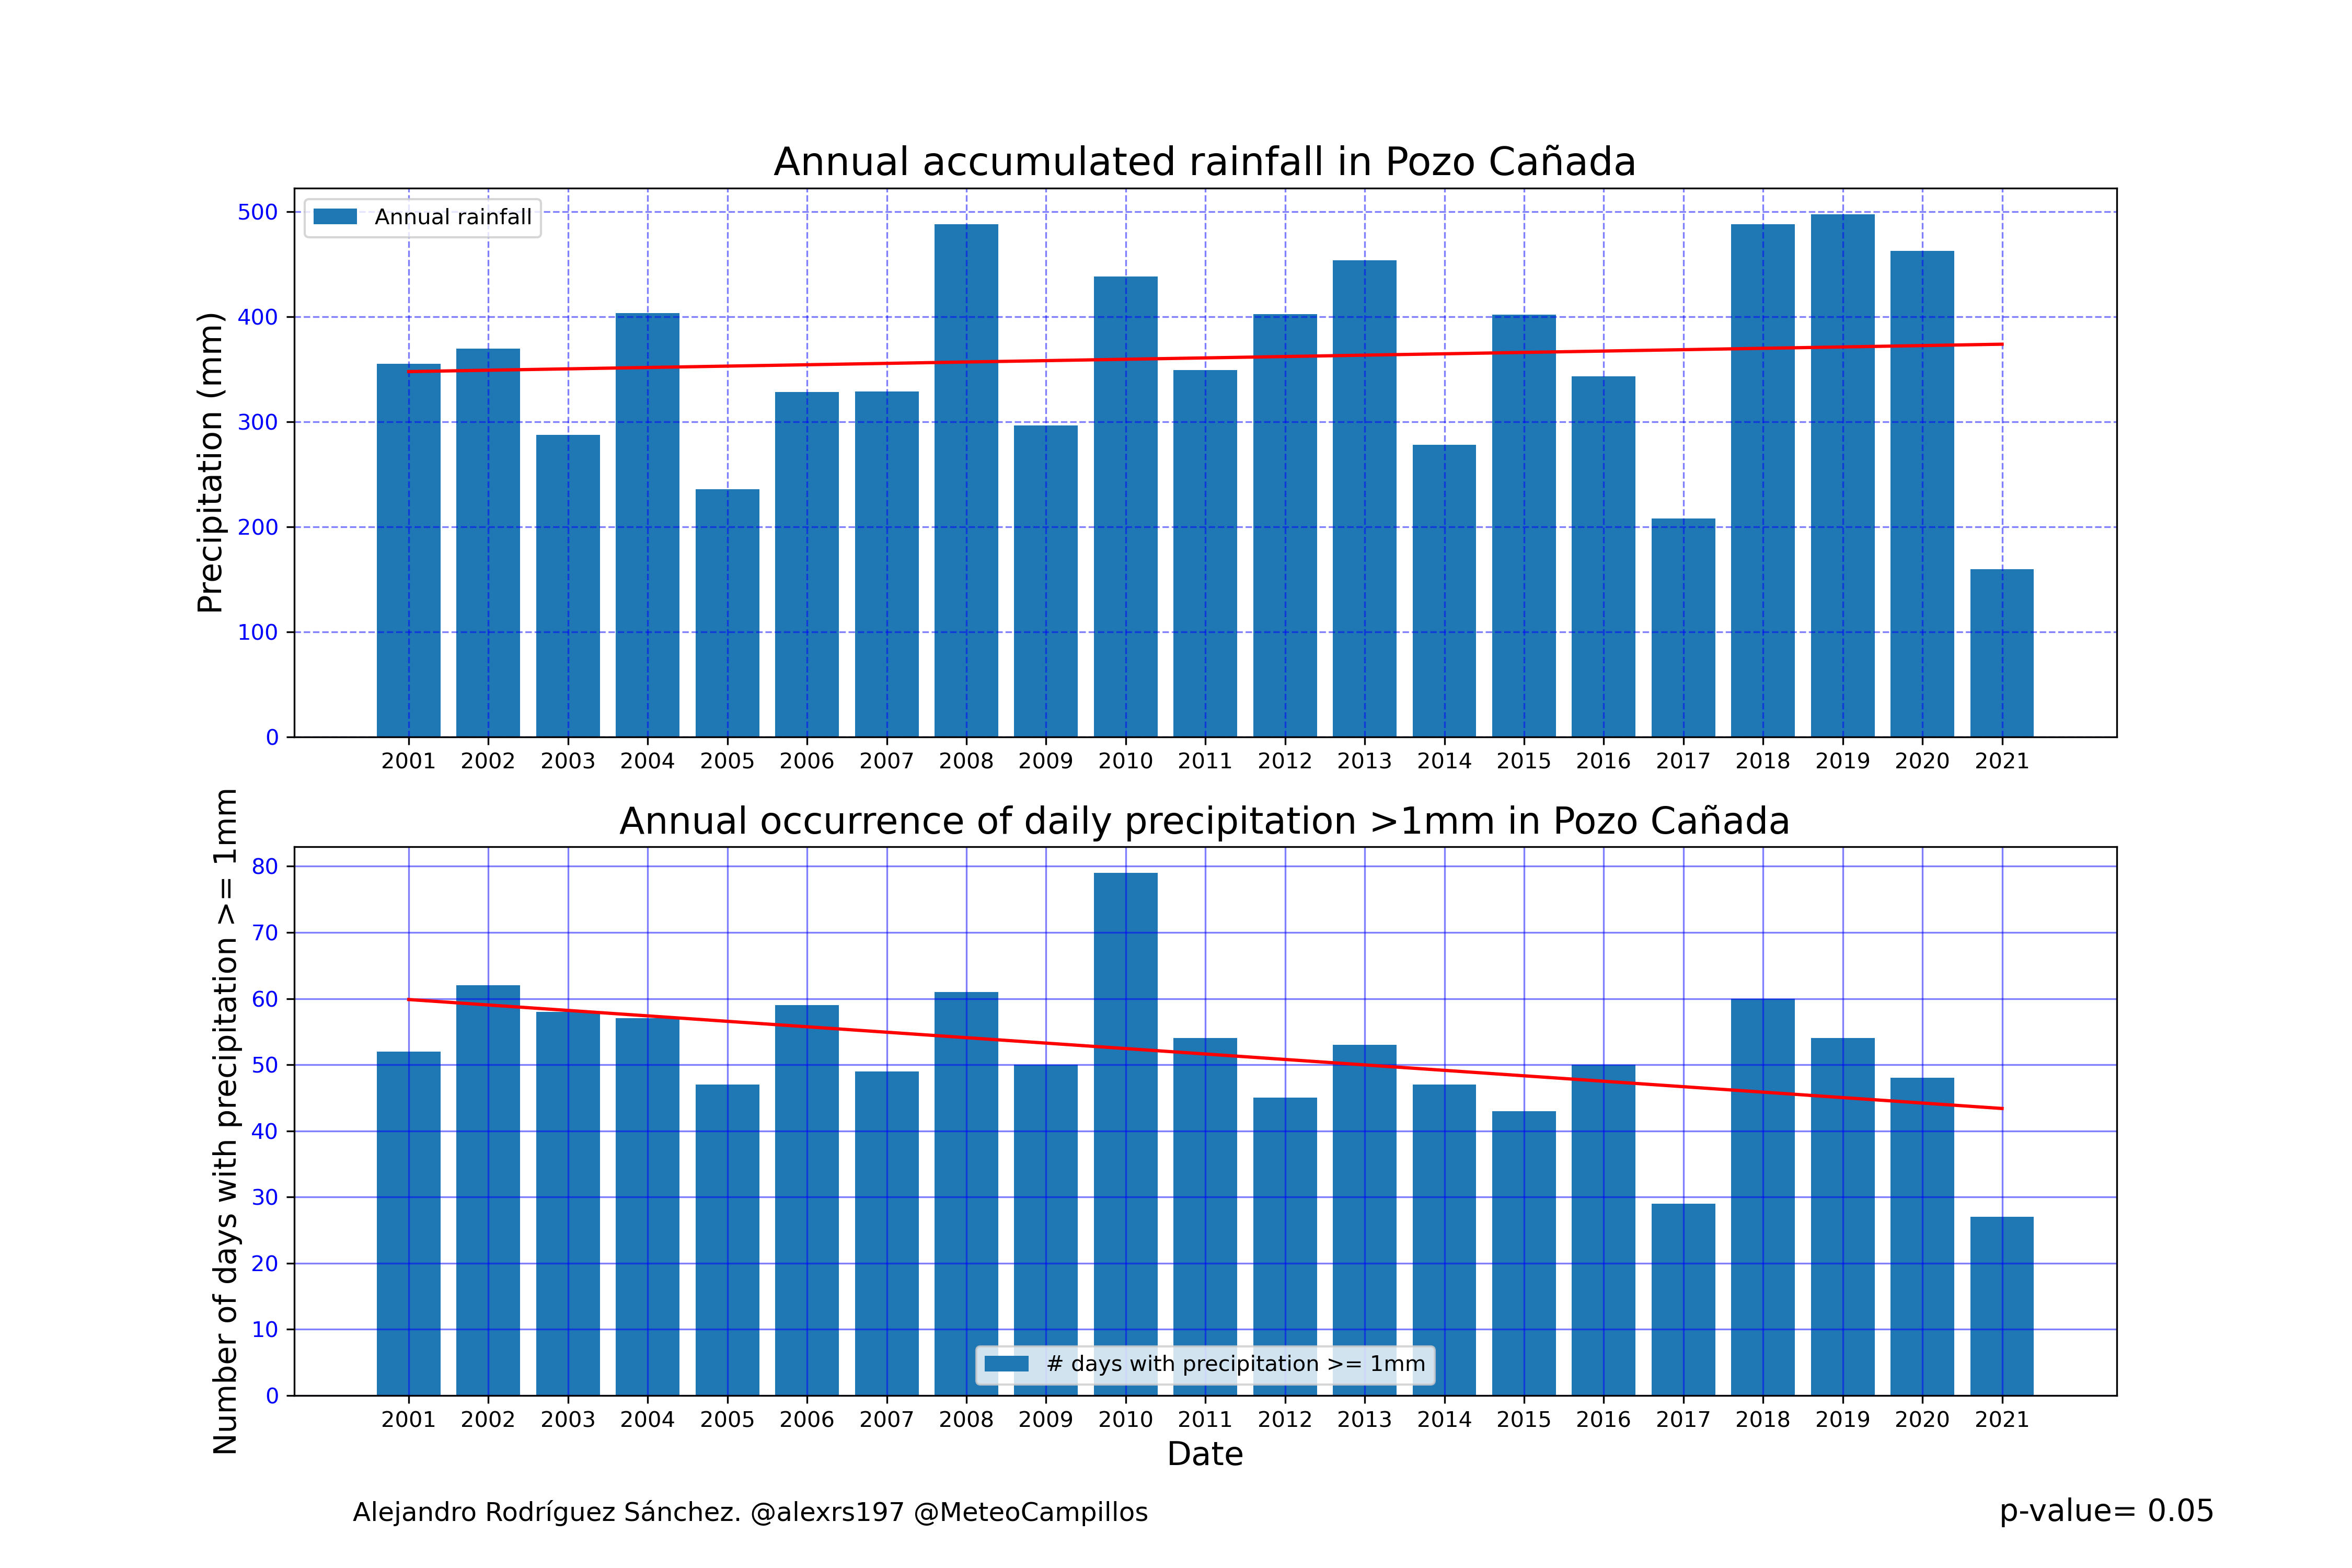 Annual accumulated rainfall in Pozo Cañada
Annual rainfall
Precipitation (mm)
500
400
300
200
100
0
2001 2002 2003 2004 2005 2006 2007 2008 2009 2010 2011 2012 2013 2014 2015 2016 2017 2018 2019 2020 2021
Annual occurrence of daily precipitation >1mm in Pozo Cañada
Number of days with precipitation >= 1mm
80
70
60
50
40
30
20
10
0
# days with precipitation >= 1mm
2001 2002 2003 2004 2005 2006 2007 2008 2009 2010 2011 2012 2013 2014 2015 2016 2017 2018 2019 2020 2021
Date
Alejandro Rodríguez Sánchez. @alexrs197 @MeteoCampillos
p-value= 0.05